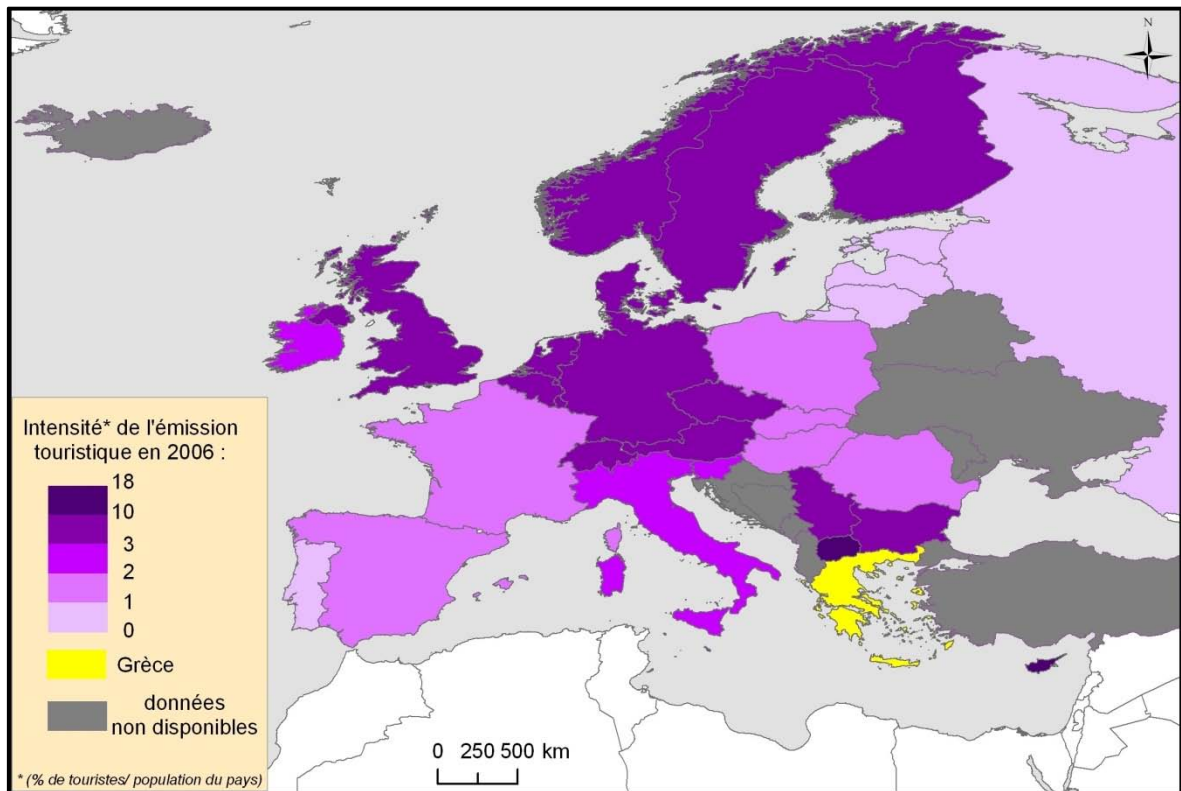 N
Intensité* de l'émission
touristique en 2006 :
18
10
3
2
1
0
Grèce
données
non disponibles
* (% de touristes/ population du pays)
0 250 500 km